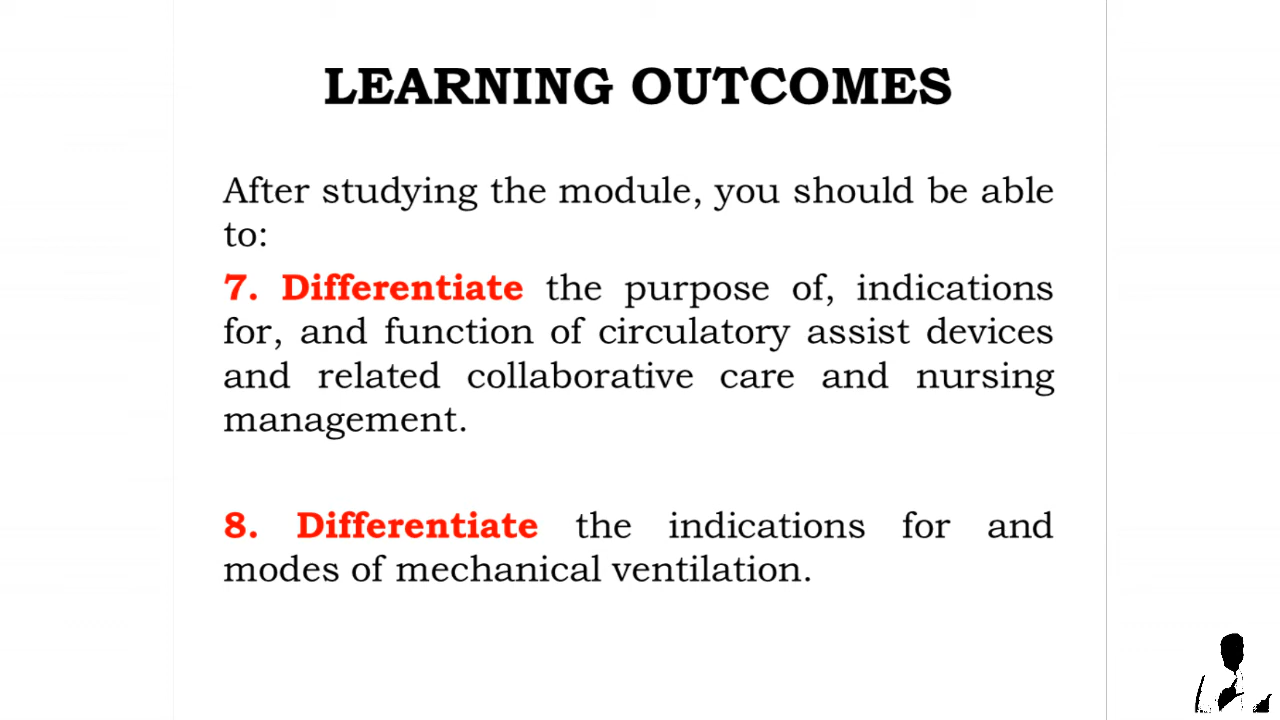 LEARNING OUTCOMES
After studying the module, you should be able
to:
7. Differentiate the purpose of, indications
for, and function of circulatory assist devices
and related collaborative care and nursing
management.
8. Differentiate the indications for and
modes of mechanical ventilation.